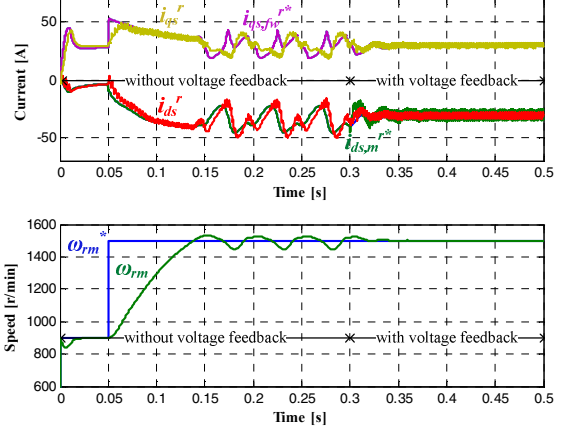 i_qs^r i_qs,fw^r*
50
0
-50
Current [A]
without voltage feedback with voltage feedback
i_ds^r i_ds,m^r*
0 0.05 0.1 0.15 0.2 0.25 0.3 0.35 0.4 0.45 0.5
Time [s]
1600
1400
1200
1000
800
600
Speed [r/min]
ω_rm^*
ω_rm
without voltage feedback with voltage feedback
0 0.05 0.1 0.15 0.2 0.25 0.3 0.35 0.4 0.45 0.5
Time [s]